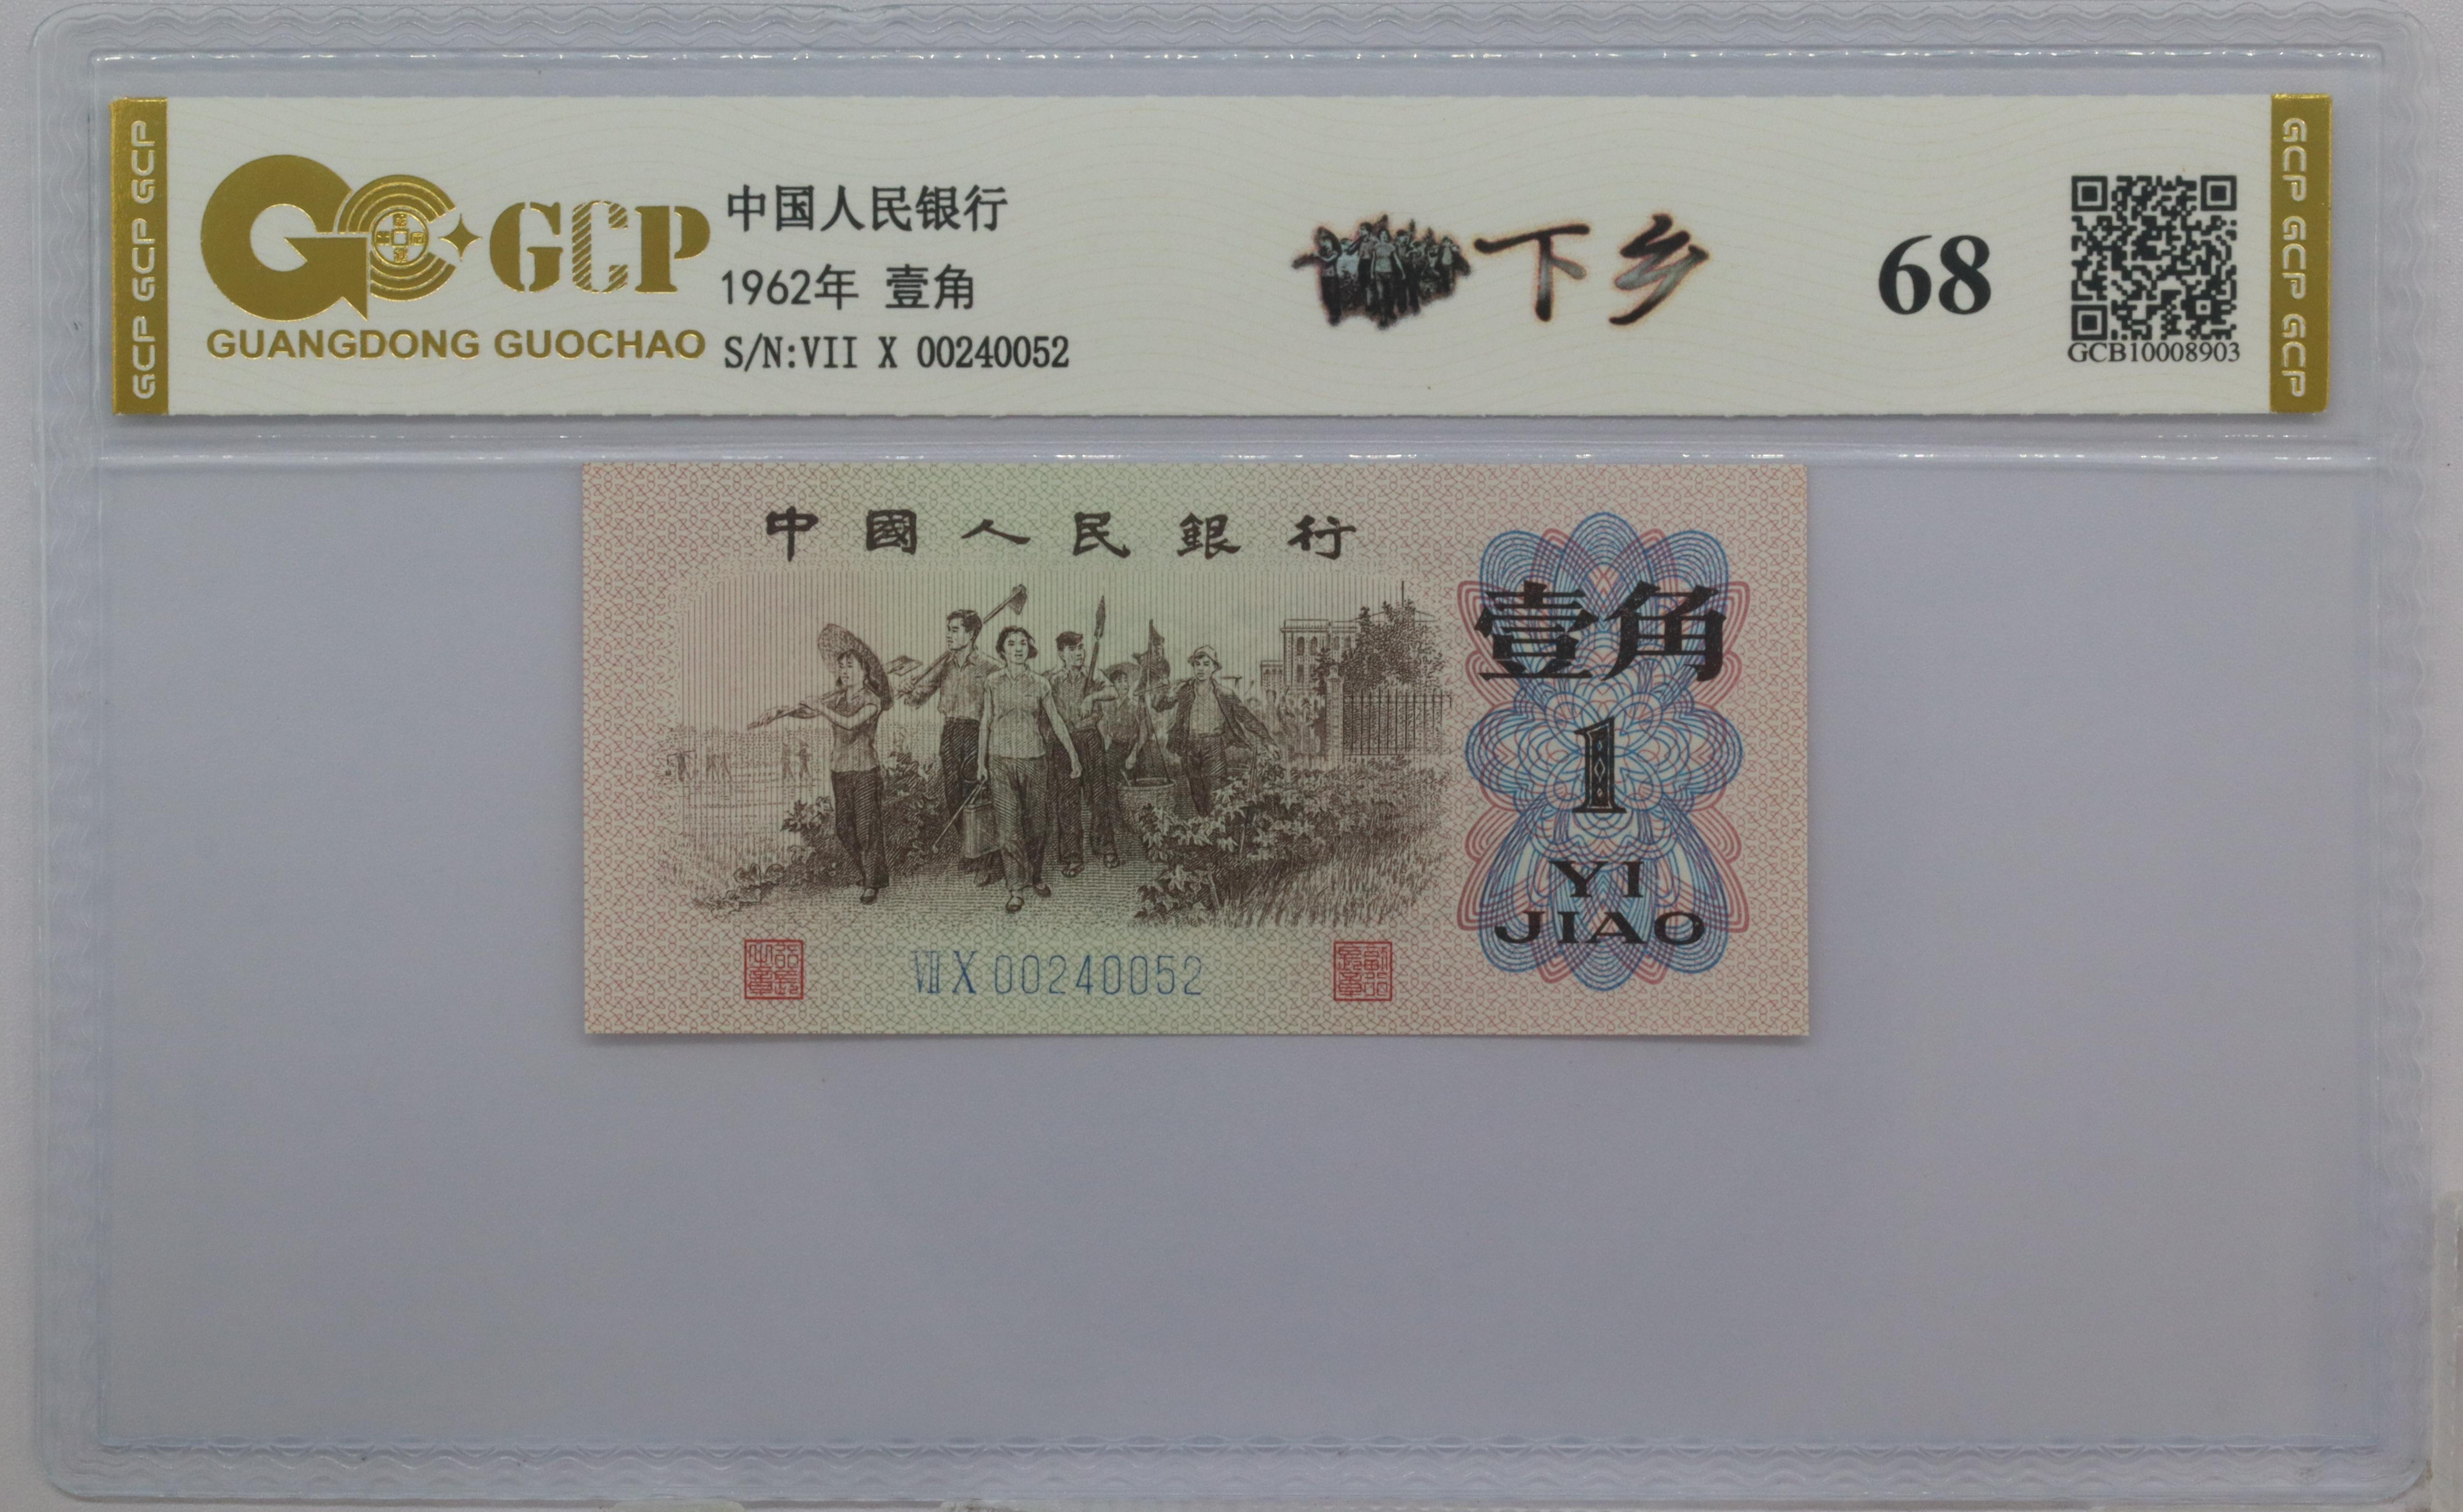 GCP GCP GCP
GCP
GUANGDONG GUOCHAO
中国人民银行
1962年 壹角
S/N:VII X 00240052
下乡
68
GCB10008903
GCP GCP GCP
中國人民銀行
壹角
1
YI
JIAO
VII X 00240052